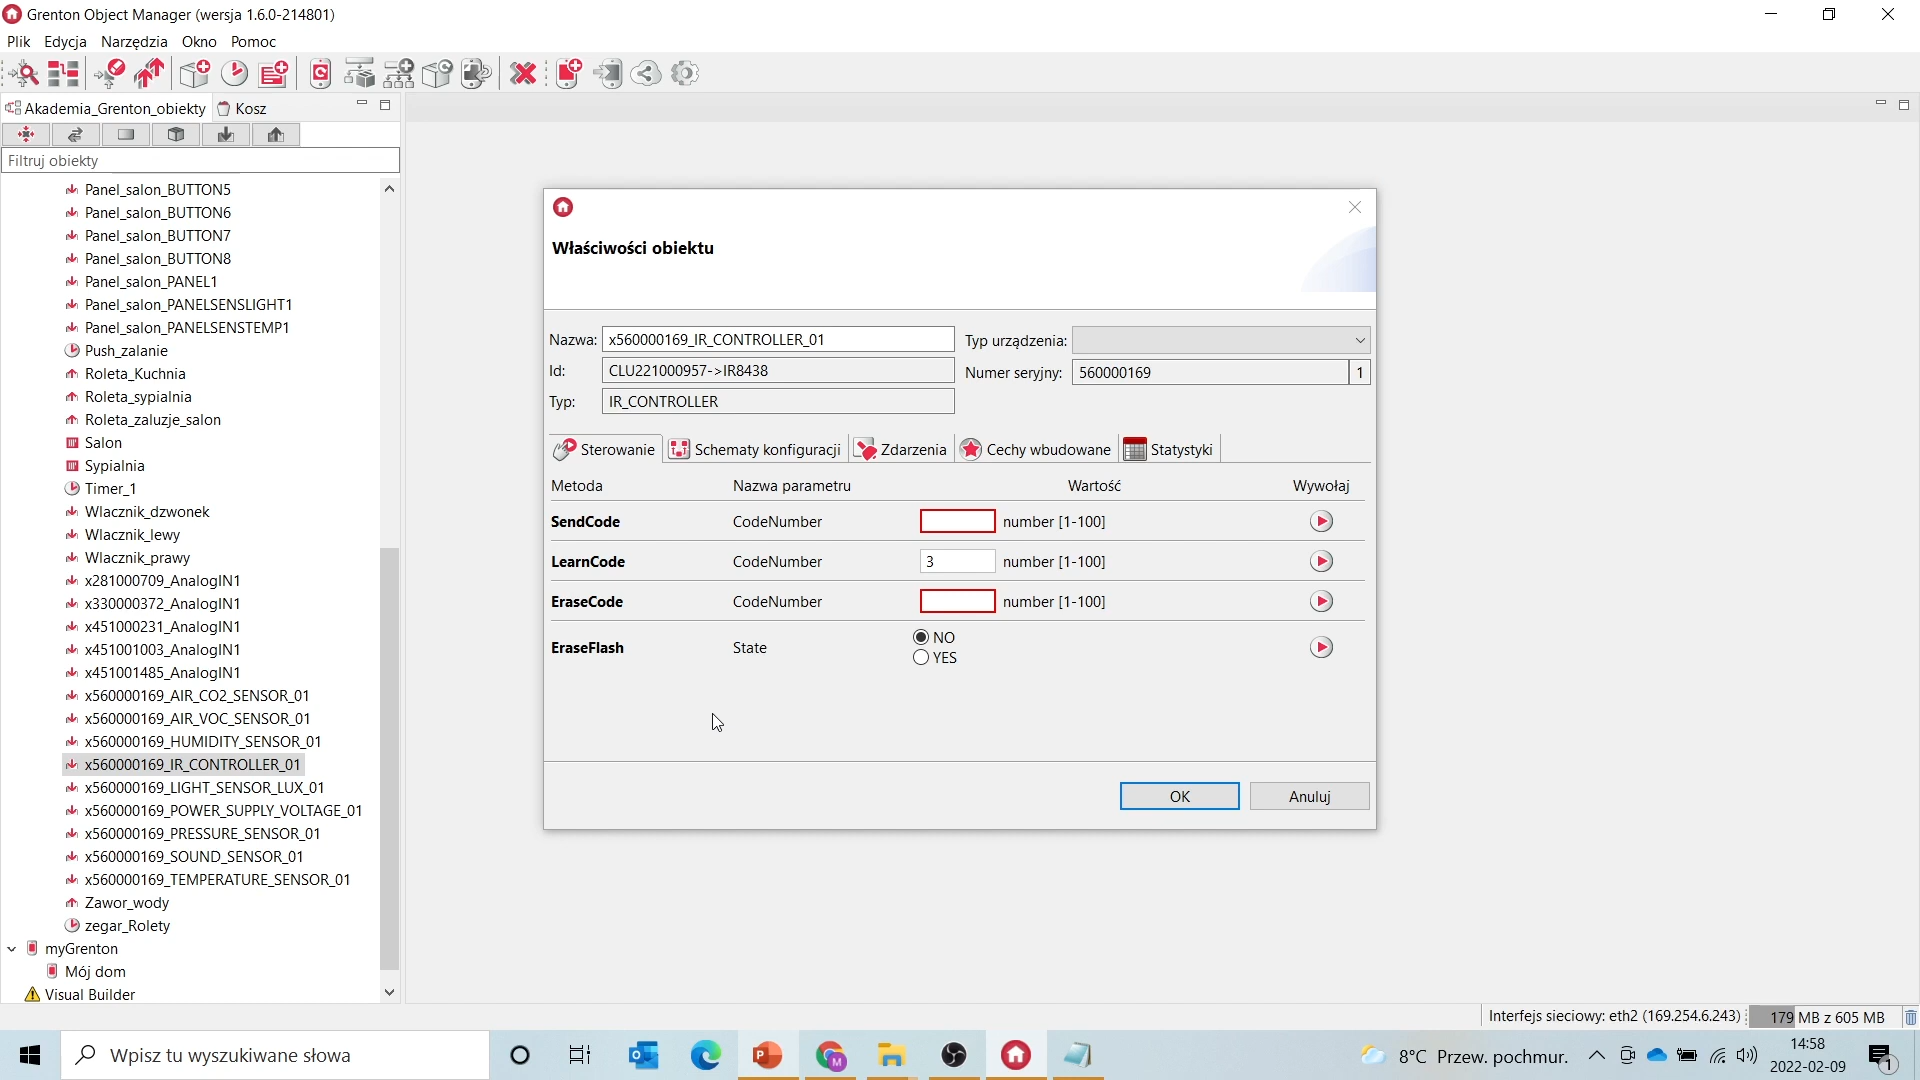 Grenton Object Manager (wersja 1.6.0-214801)
Plik Edycja Narzędzia Okno Pomoc
Akademia_Grenton_obiekty Kosz
Filtruj obiekty
Panel_salon_BUTTON5
Panel_salon_BUTTON6
Panel_salon_BUTTON7
Panel_salon_BUTTON8
Panel_salon_PANEL1
Panel_salon_PANELSENSLIGHT1
Panel_salon_PANELSENSTEMP1
Push_zalanie
Roleta_Kuchnia
Roleta_sypialnia
Roleta_zaluzje_salon
Salon
Sypialnia
Timer_1
Wlacznik_dzwonek
Wlacznik_lewy
Wlacznik_prawy
x281000709_AnalogIN1
x330000372_AnalogIN1
x451000231_AnalogIN1
x451001003_AnalogIN1
x451001485_AnalogIN1
x560000169_AIR_CO2_SENSOR_01
x560000169_AIR_VOC_SENSOR_01
x560000169_HUMIDITY_SENSOR_01
x560000169_IR_CONTROLLER_01
x560000169_LIGHT_SENSOR_LUX_01
x560000169_POWER_SUPPLY_VOLTAGE_01
x560000169_PRESSURE_SENSOR_01
x560000169_SOUND_SENSOR_01
x560000169_TEMPERATURE_SENSOR_01
Zawor_wody
zegar_Rolety
myGrenton
Mój dom
Visual Builder
Właściwości obiektu
Nazwa: x560000169_IR_CONTROLLER_01 Typ urządzenia:
Id: CLU221000957->IR8438 Numer seryjny: 560000169 1
Typ: IR_CONTROLLER
Sterowanie Schematy konfiguracji Zdarzenia Cechy wbudowane Statystyki
Metoda Nazwa parametru Wartość Wywołaj
SendCode CodeNumber number [1-100]
LearnCode CodeNumber 3 number [1-100]
EraseCode CodeNumber number [1-100]
EraseFlash State NO
YES
OK Anuluj
Interfejs sieciowy: eth2 (169.254.6.243) 179 MB z 605 MB
Wpisz tu wyszukiwane słowa
8°C Przew. pochmur.
14:58
2022-02-09
1